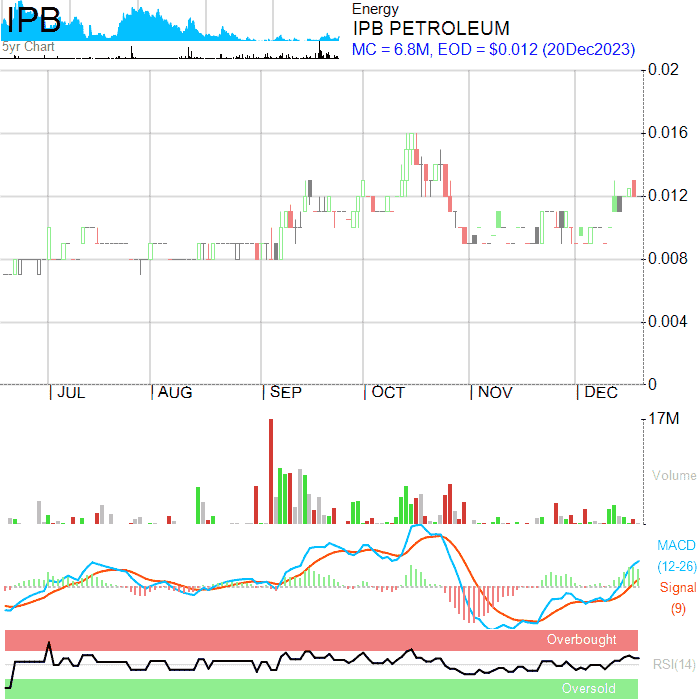 IPB
5yr Chart
Energy
IPB PETROLEUM
MC = 6.8M, EOD = $0.012 (20Dec2023)
0.02
0.016
0.012
0.008
0.004
0
JUL AUG SEP OCT NOV DEC
17M
Volume
MACD
(12-26)
Signal
(9)
Overbought
RSI(14)
Oversold